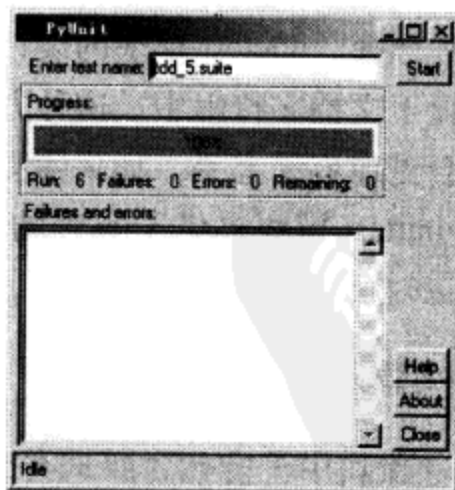 PyUnit
Enter test name: tdd_5.suite Start
Progress:
100%
Run: 6 Failures: 0 Errors: 0 Remaining: 0
Failures and errors:
Help
About
Close
Idle